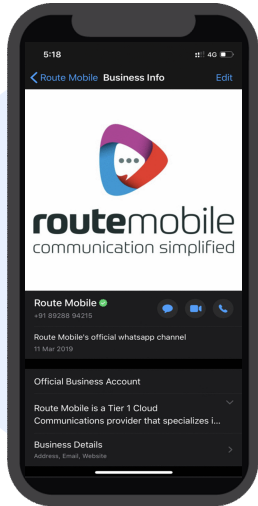 5:18
4G
Route Mobile Business Info Edit
routemobile
communication simplified
Route Mobile
+91 89288 94215
Route Mobile's official whatsapp channel
11 Mar 2019
Official Business Account
Route Mobile is a Tier 1 Cloud
Communications provider that specializes i...
Business Details
Address, Email, Website